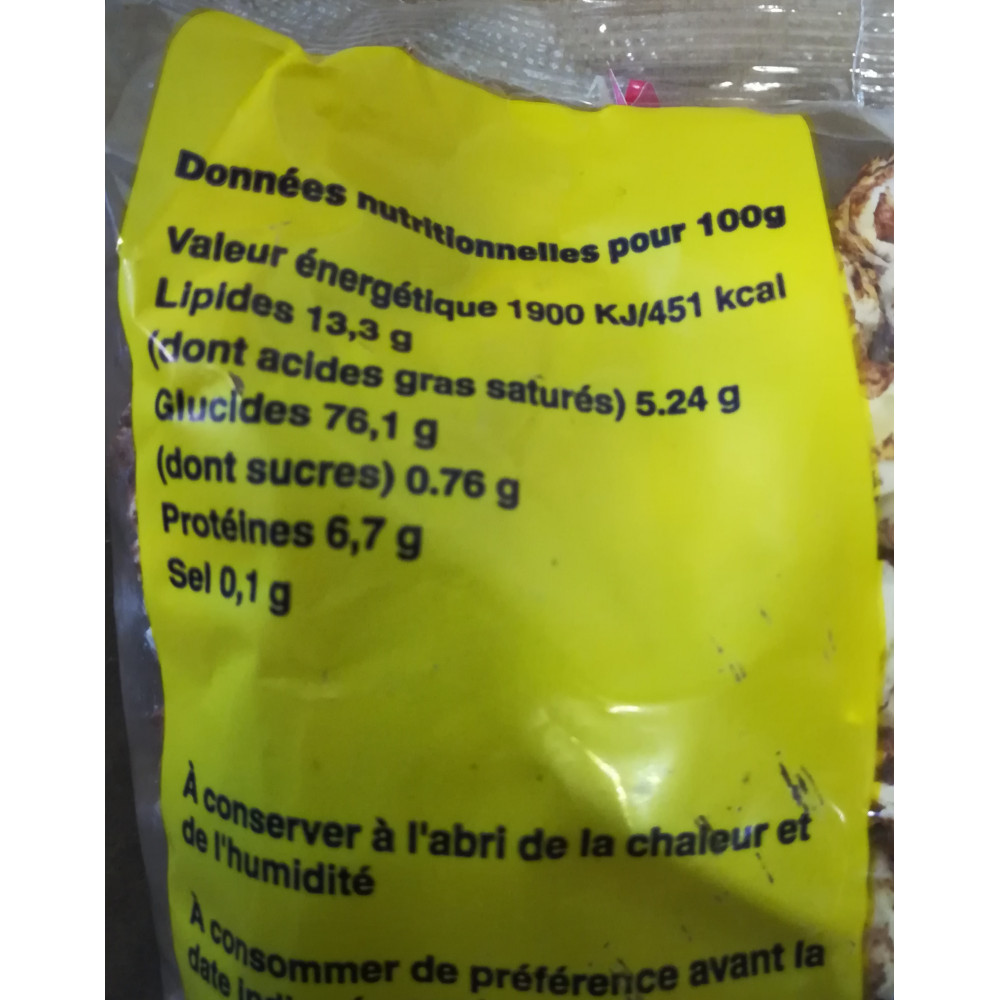 Données nutritionnelles pour 100g
Valeur énergétique 1900 KJ/451 kcal
Lipides 13,3 g
(dont acides gras saturés) 5.24 g
Glucides 76,1 g
(dont sucres) 0.76 g
Protéines 6,7 g
Sel 0,1 g
À conserver à l'abri de la chaleur et
de l'humidité
À consommer de préférence avant la
date